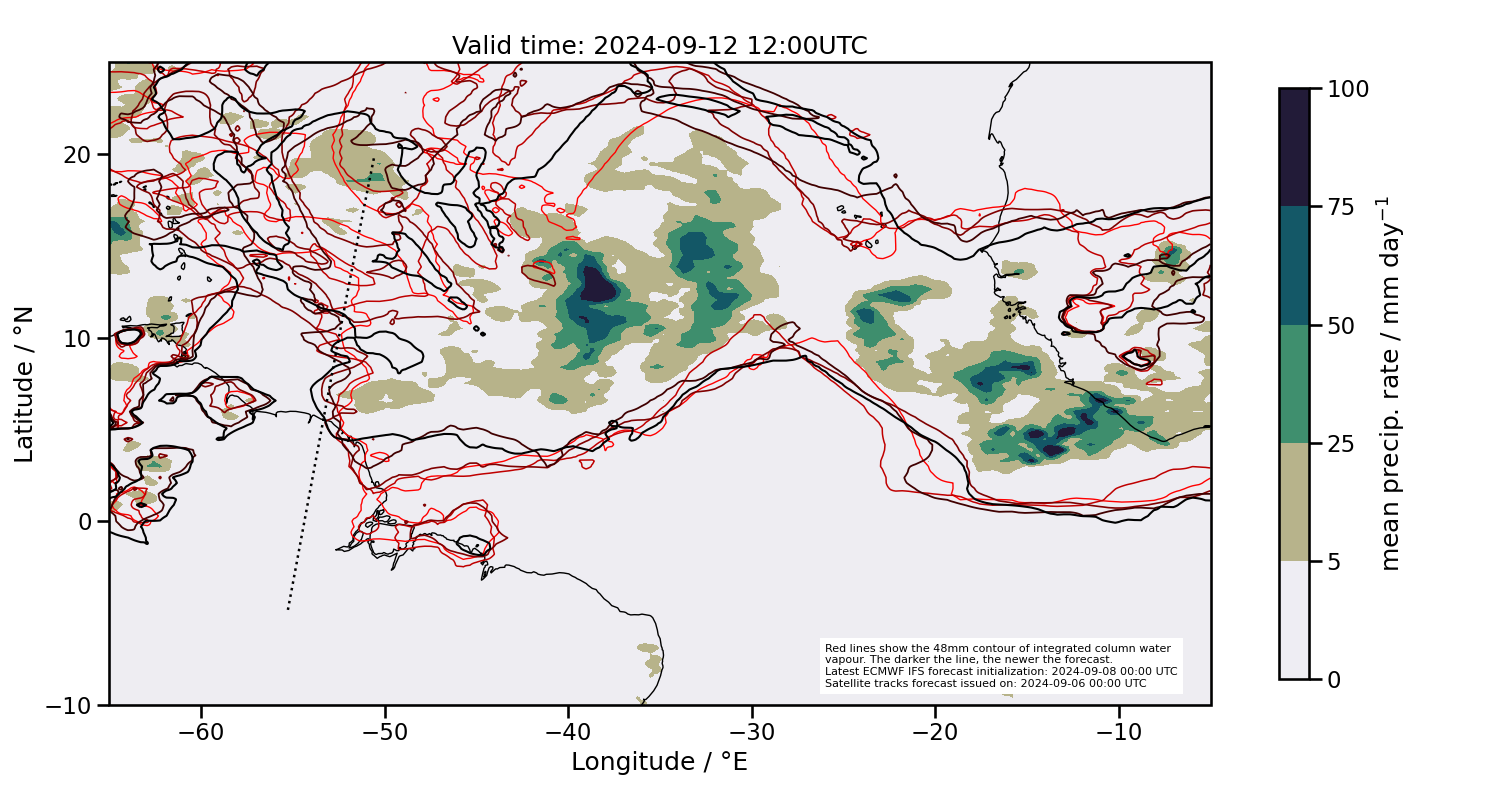 Valid time: 2024-09-12 12:00UTC
Latitude / °N
20
10
0
−10
−60
−50
−40
−30
−20
−10
Longitude / °E
Red lines show the 48mm contour of integrated column water
vapour. The darker the line, the newer the forecast.
Latest ECMWF IFS forecast initialization: 2024-09-08 00:00 UTC
Satellite tracks forecast issued on: 2024-09-06 00:00 UTC
100
75
50
25
5
0
mean precip. rate / mm day⁻¹